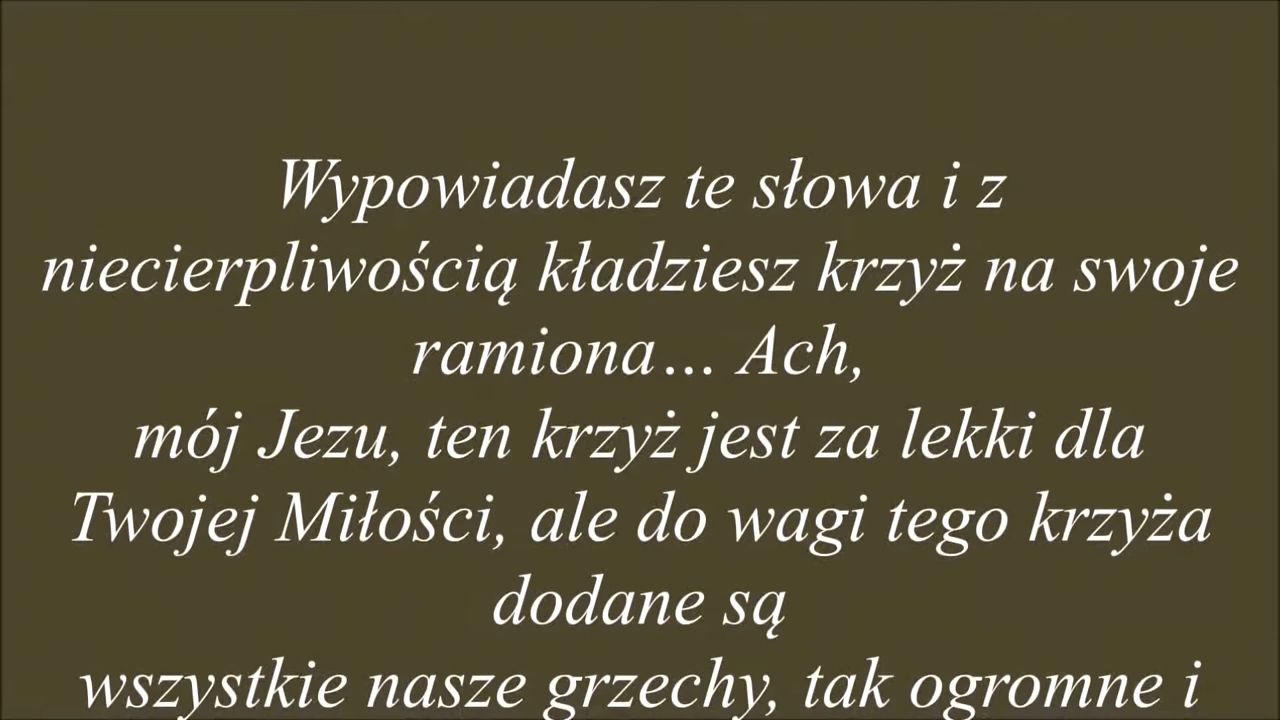 Wypowiadasz te słowa i z
niecierpliwością kładziesz krzyż na swoje
ramiona… Ach,
mój Jezu, ten krzyż jest za lekki dla
Twojej Miłości, ale do wagi tego krzyża
dodane są
wszystkie nasze grzechy, tak ogromne i